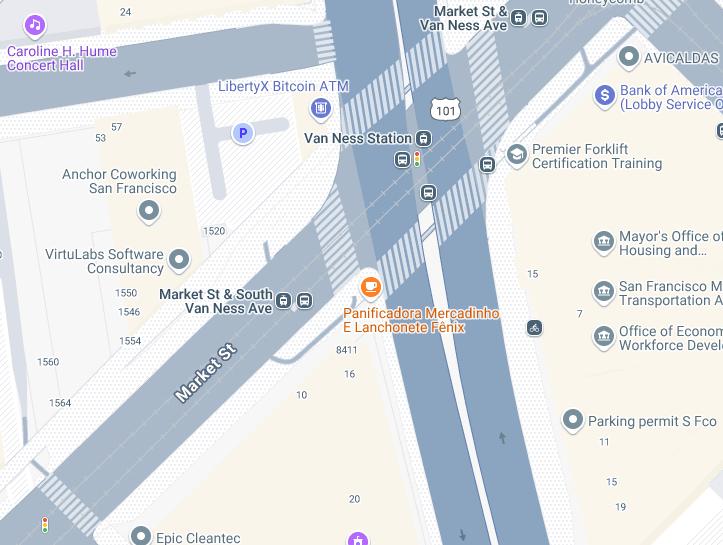 Honeycomb
24
Market St &
Van Ness Ave
Caroline H. Hume
Concert Hall
AVICALDAS
LibertyX Bitcoin ATM
Bank of America
(Lobby Service
101
57
53
P
Van Ness Station
Premier Forklift
Certification Training
Anchor Coworking
San Francisco
1520
Mayor's Office of
Housing and...
VirtuLabs Software
Consultancy
15
1550
Market St & South
Van Ness Ave
San Francisco M
Transportation A
1546
Panificadora Mercadinho
E Lanchonete Fênix
7
1554
8411
Office of Econom
Workforce Devel
1560
Market St
16
10
1564
Parking permit S Fco
11
15
20
19
Epic Cleantec